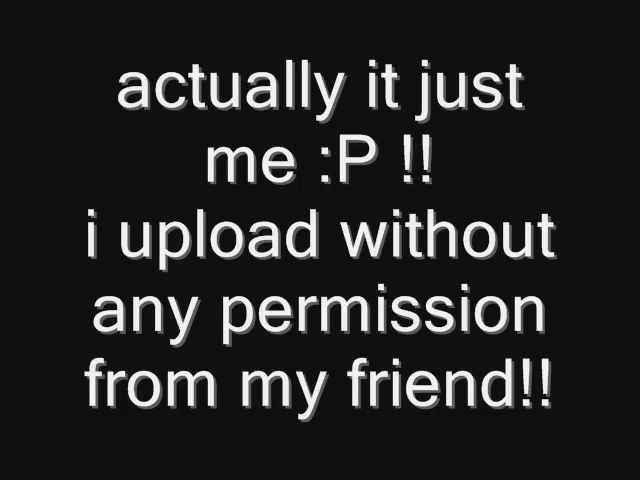 actually it just
me :P !!
i upload without
any permission
from my friend!!